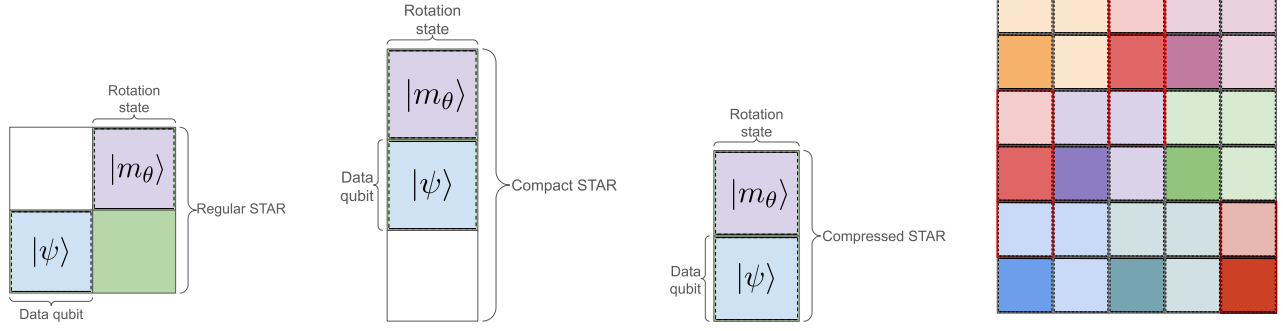 Rotation
state
|m_θ⟩
Regular STAR
|ψ⟩
Data qubit
Rotation
state
|m_θ⟩
Data
qubit
|ψ⟩
Compact STAR
Rotation
state
|m_θ⟩
Compressed STAR
Data
qubit
|ψ⟩